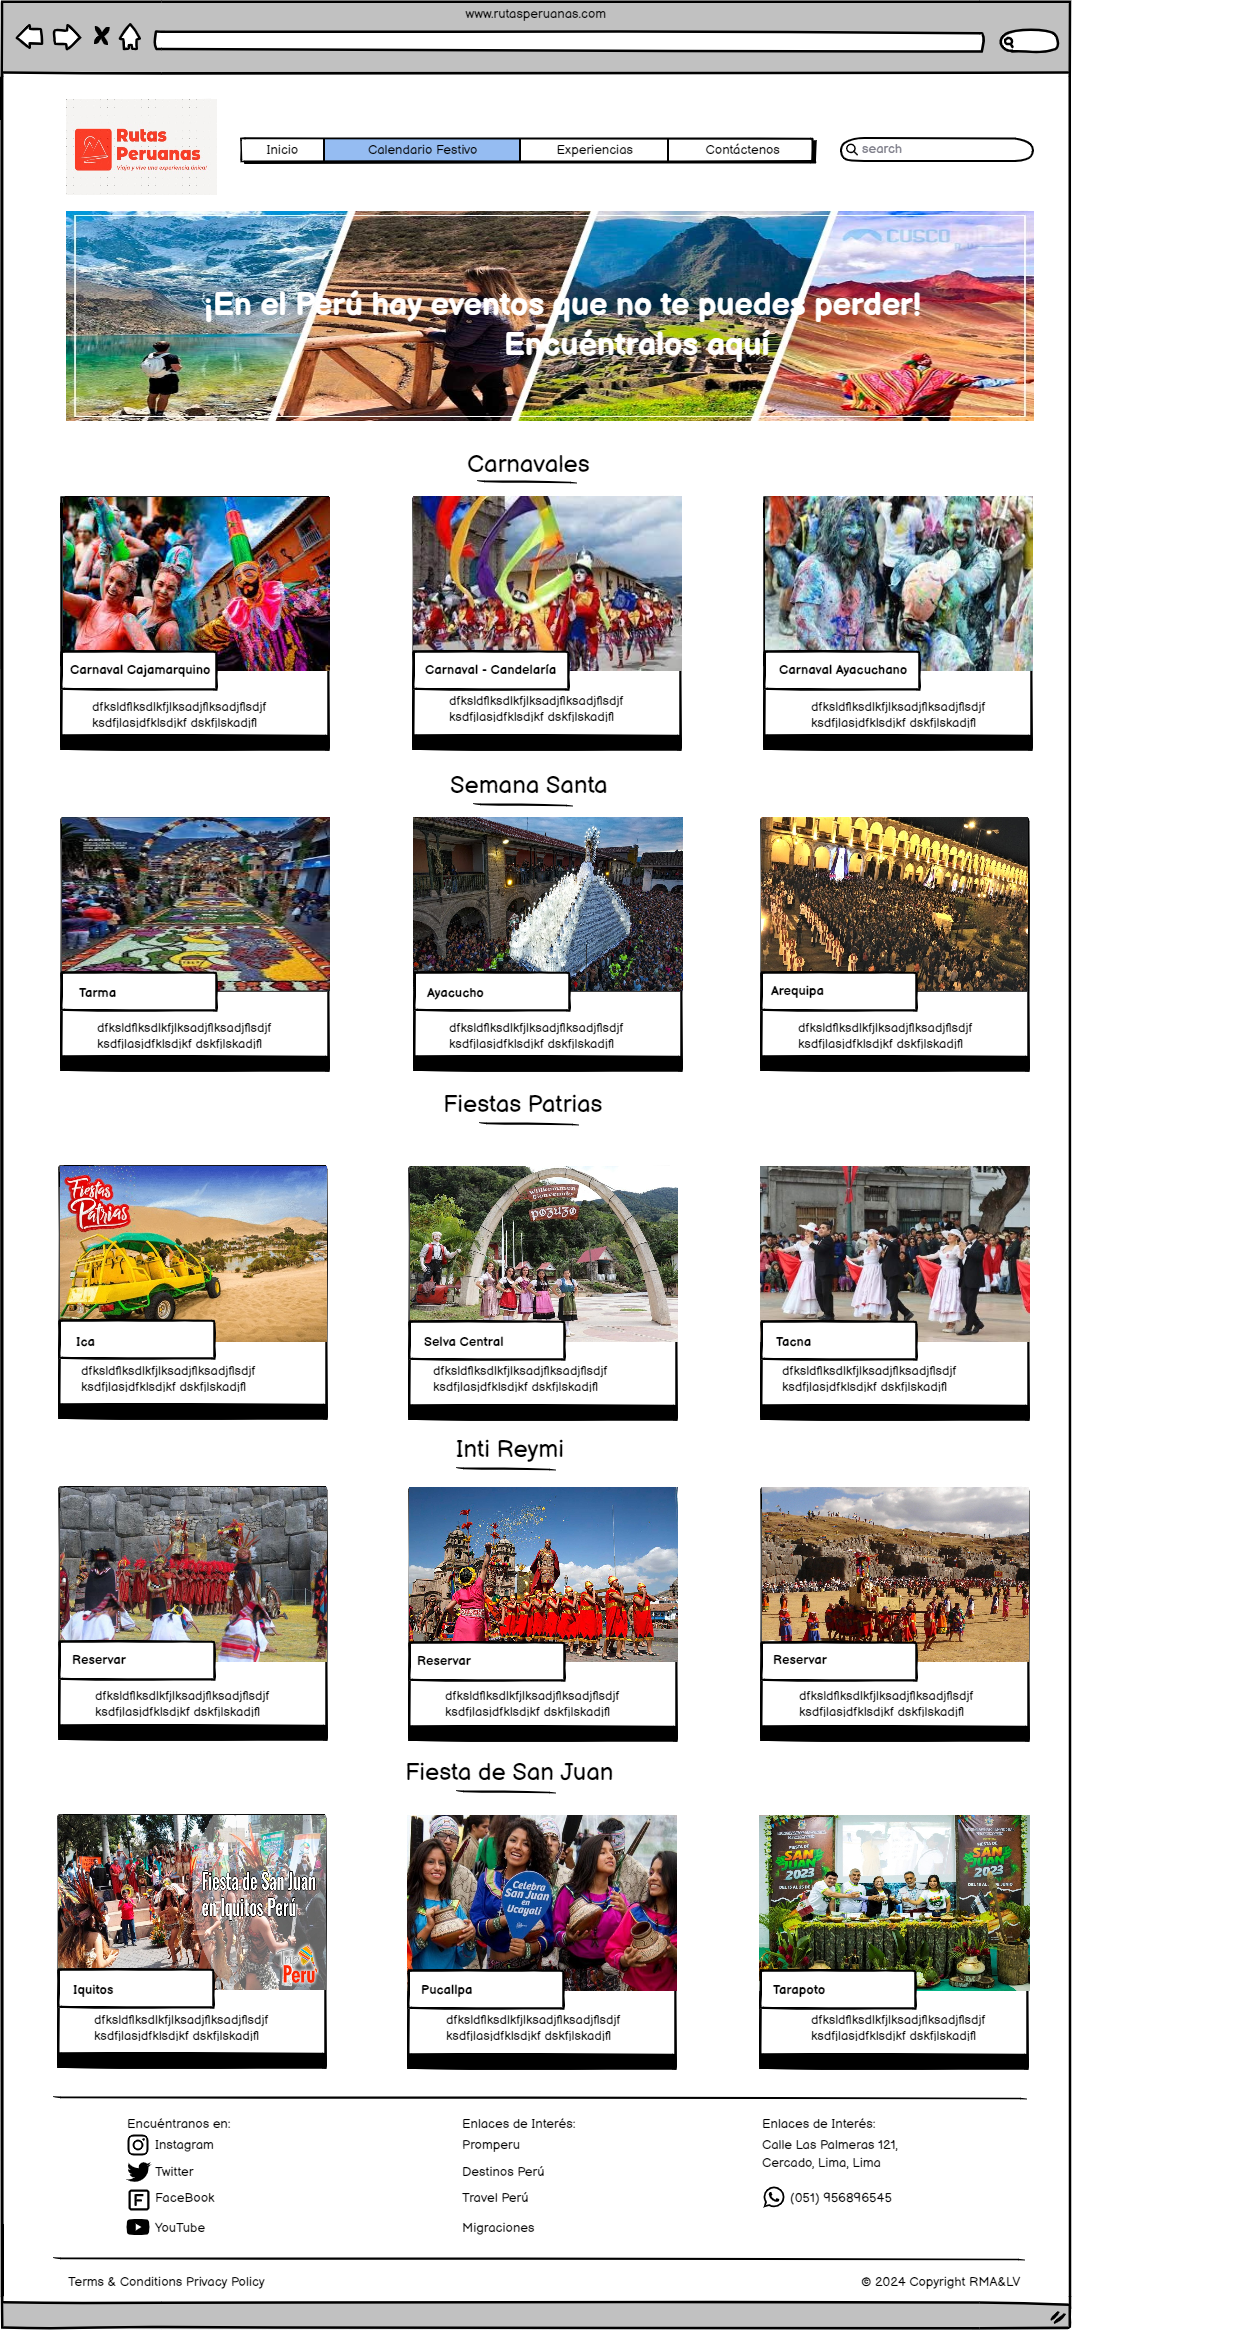 www.rutasperuanas.com
Rutas
Peruanas
Viaja y vive una experiencia única!
Inicio
Calendario Festivo
Experiencias
Contáctenos
search
CUSCO
¡En el Perú hay eventos que no te puedes perder!
Encuéntralos aquí
Carnavales
Carnaval Cajamarquino
dfksldflksdlkfjlksadjflksadjflsdjf
ksdfjlasjdfklsdjkf dskfjlskadjfl
Carnaval - Candelaría
dfksldflksdlkfjlksadjflksadjflsdjf
ksdfjlasjdfklsdjkf dskfjlskadjfl
Carnaval Ayacuchano
dfksldflksdlkfjlksadjflksadjflsdjf
ksdfjlasjdfklsdjkf dskfjlskadjfl
Semana Santa
Tarma
dfksldflksdlkfjlksadjflksadjflsdjf
ksdfjlasjdfklsdjkf dskfjlskadjfl
Ayacucho
dfksldflksdlkfjlksadjflksadjflsdjf
ksdfjlasjdfklsdjkf dskfjlskadjfl
Arequipa
dfksldflksdlkfjlksadjflksadjflsdjf
ksdfjlasjdfklsdjkf dskfjlskadjfl
Fiestas Patrias
Fiestas
Patrias
Ica
dfksldflksdlkfjlksadjflksadjflsdjf
ksdfjlasjdfklsdjkf dskfjlskadjfl
Willkommen
Bienvenido
pozuzo
Selva Central
dfksldflksdlkfjlksadjflksadjflsdjf
ksdfjlasjdfklsdjkf dskfjlskadjfl
Tacna
dfksldflksdlkfjlksadjflksadjflsdjf
ksdfjlasjdfklsdjkf dskfjlskadjfl
Inti Reymi
Reservar
dfksldflksdlkfjlksadjflksadjflsdjf
ksdfjlasjdfklsdjkf dskfjlskadjfl
Reservar
dfksldflksdlkfjlksadjflksadjflsdjf
ksdfjlasjdfklsdjkf dskfjlskadjfl
Reservar
dfksldflksdlkfjlksadjflksadjflsdjf
ksdfjlasjdfklsdjkf dskfjlskadjfl
Fiesta de San Juan
Fiesta de San Juan
en Iquitos Perú
Perú
Iquitos
dfksldflksdlkfjlksadjflksadjflsdjf
ksdfjlasjdfklsdjkf dskfjlskadjfl
Celebra
San Juan
en
Ucayali
Pucallpa
dfksldflksdlkfjlksadjflksadjflsdjf
ksdfjlasjdfklsdjkf dskfjlskadjfl
FIESTA DE
SAN
JUAN
2023
FIESTA DE
SAN
JUAN
2023
Tarapoto
dfksldflksdlkfjlksadjflksadjflsdjf
ksdfjlasjdfklsdjkf dskfjlskadjfl
Encuéntranos en:
Instagram
Twitter
FaceBook
YouTube
Enlaces de Interés:
Promperu
Destinos Perú
Travel Perú
Migraciones
Enlaces de Interés:
Calle Las Palmeras 121,
Cercado, Lima, Lima
(051) 956896545
Terms & Conditions Privacy Policy
© 2024 Copyright RMA&LV